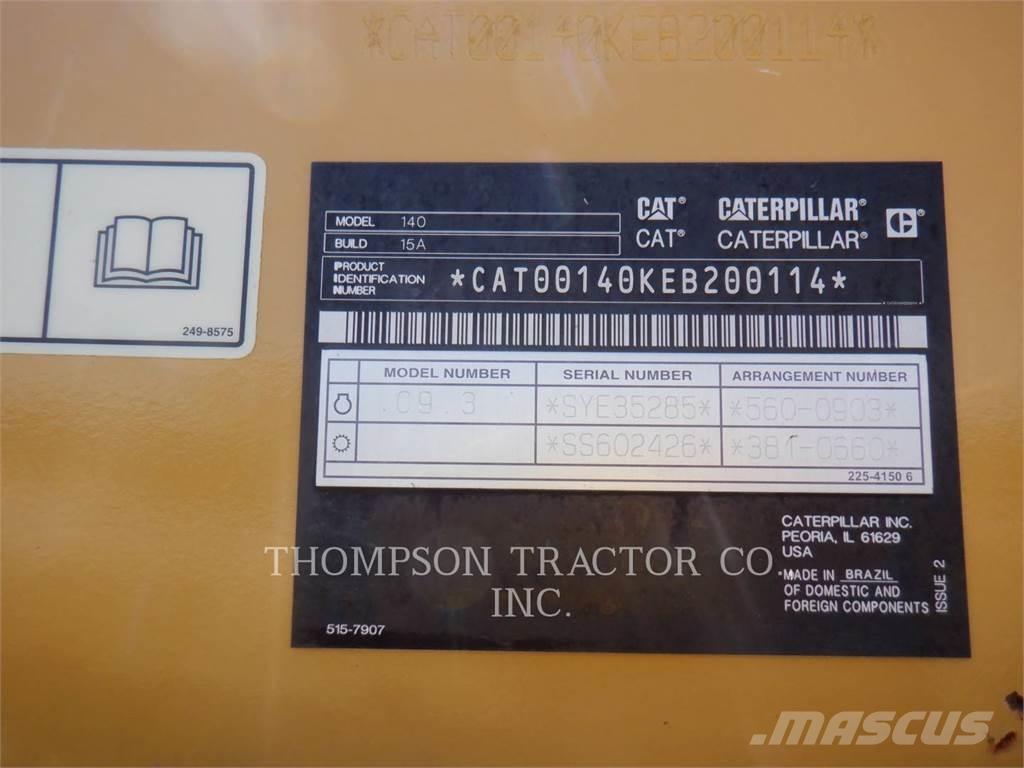 *CAT00140KEB200114*
249-8575
MODEL 140
BUILD 15A
CAT® CATERPILLAR®
CAT® CATERPILLAR®
C®
PRODUCT
IDENTIFICATION
NUMBER
*CAT00140KEB200114*
MODEL NUMBER SERIAL NUMBER ARRANGEMENT NUMBER
09.3 *SYE35285* *560-0903*
*SS602426* *381-0660*
225-4150 6
CATERPILLAR INC.
PEORIA, IL 61629
USA
*MADE IN BRAZIL
OF DOMESTIC AND
FOREIGN COMPONENTS
ISSUE 2
THOMPSON TRACTOR CO
INC.
515-7907
MASCUS